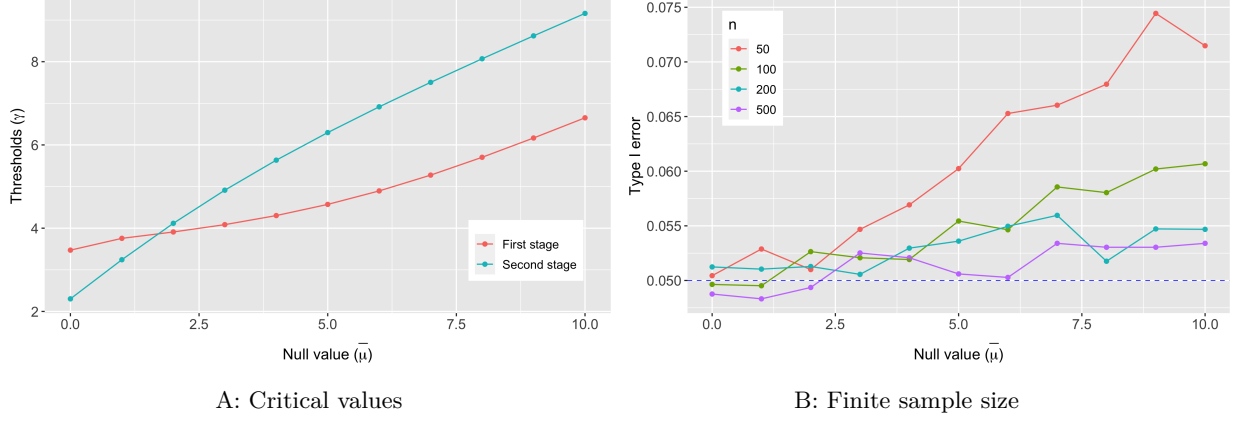 8
6
4
2
Thresholds (γ)
First stage
Second stage
0.0 2.5 5.0 7.5 10.0
Null value (μ̅)
A: Critical values
0.075
0.070
0.065
0.060
0.055
0.050
Type I error
n
50
100
200
500
0.0 2.5 5.0 7.5 10.0
Null value (μ̅)
B: Finite sample size